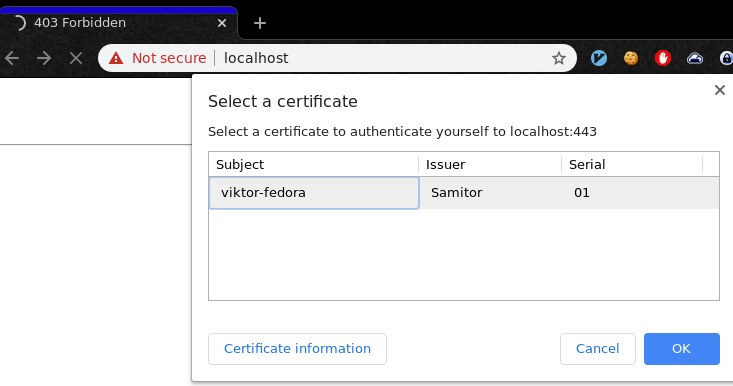 403 Forbidden
Not secure localhost
Select a certificate
Select a certificate to authenticate yourself to localhost:443
Subject Issuer Serial
viktor-fedora Samitor 01
Certificate information Cancel OK